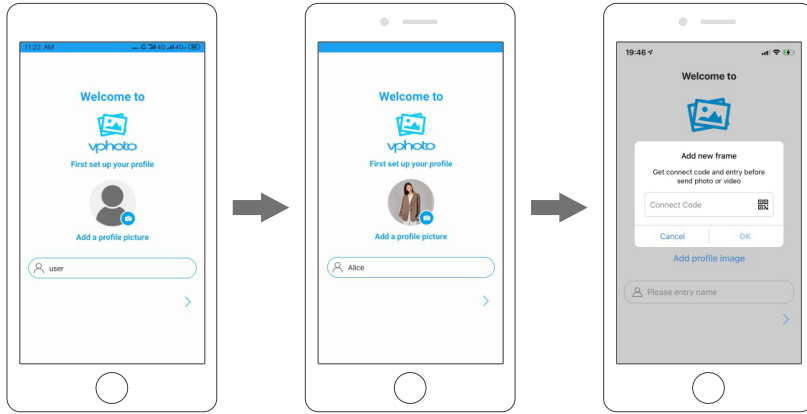 11:22 AM
4G 4G+
Welcome to
vphoto
First set up your profile
Add a profile picture
user
Welcome to
vphoto
First set up your profile
Add a profile picture
Alice
19:46
Welcome to
Add new frame
Get connect code and entry before
send photo or video
Connect Code
Cancel OK
Add profile image
Please entry name